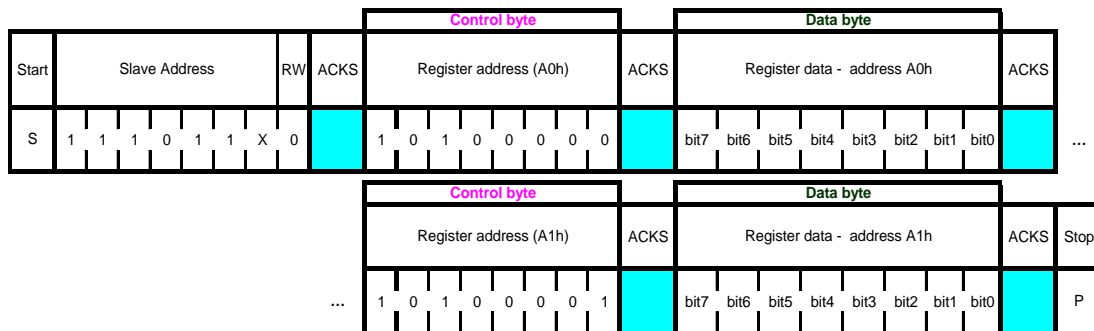 Control byte Data byte
Start Slave Address RW ACKS Register address (A0h) ACKS Register data - address A0h ACKS
S 1 1 1 0 1 1 X 0 1 0 1 0 0 0 0 0 bit7 bit6 bit5 bit4 bit3 bit2 bit1 bit0 ...
Control byte Data byte
Register address (A1h) ACKS Register data - address A1h ACKS Stop
... 1 0 1 0 0 0 0 1 bit7 bit6 bit5 bit4 bit3 bit2 bit1 bit0 P